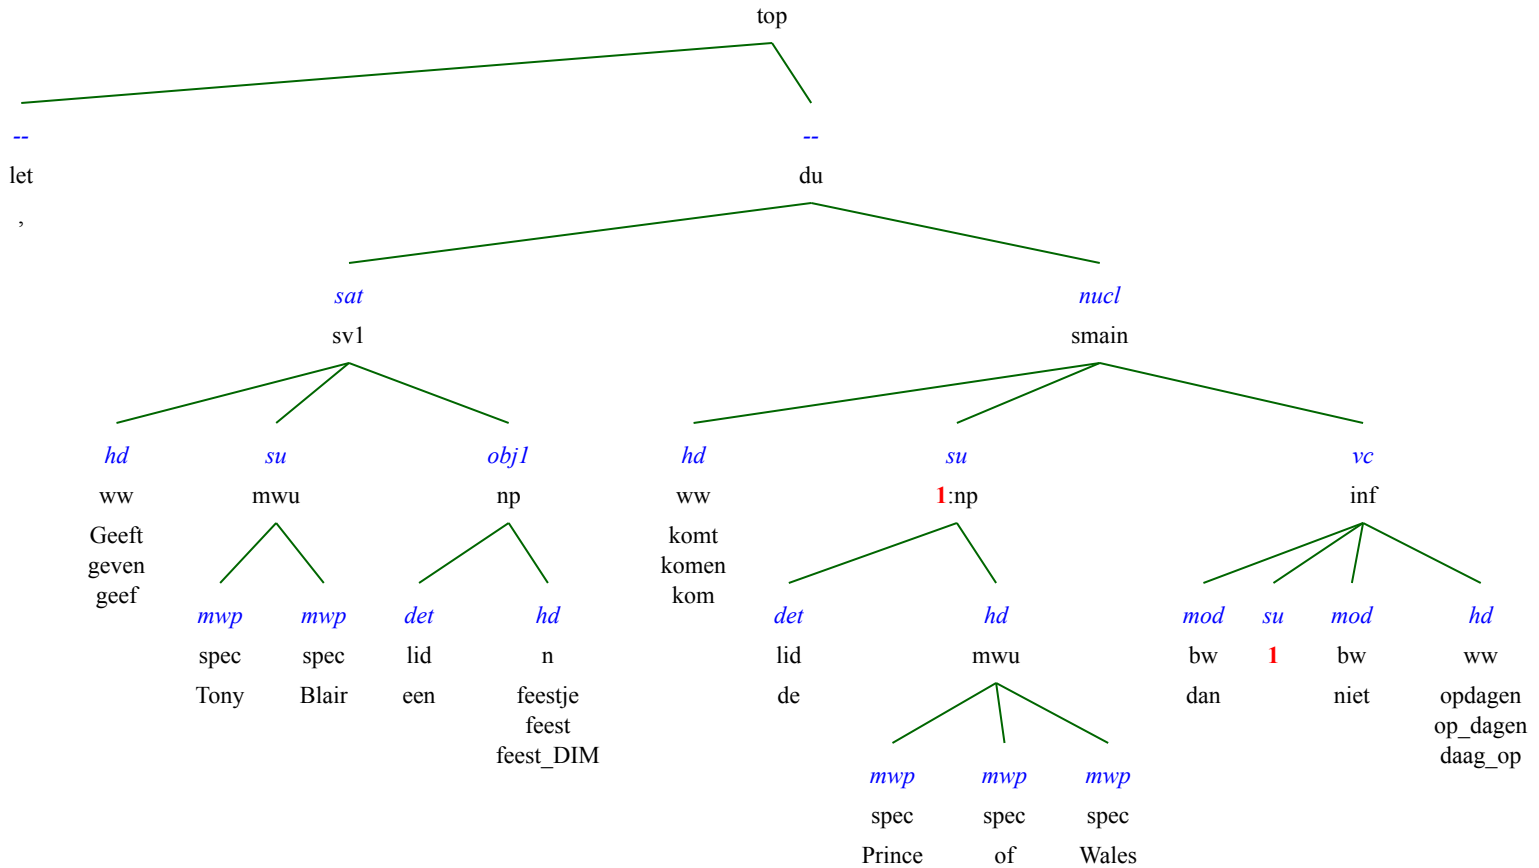 top
-- --
let du
,
sat nucl
sv1 smain
hd su obj1 hd su vc
ww mwu np ww 1:np inf
Geeft komt
geven komen
geef kom
mwp mwp det hd det hd mod su mod hd
spec spec lid n lid mwu bw 1 bw ww
Tony Blair een feestje de dan niet opdagen
feest op_dagen
feest_DIM daag_op
mwp mwp mwp
spec spec spec
Prince of Wales